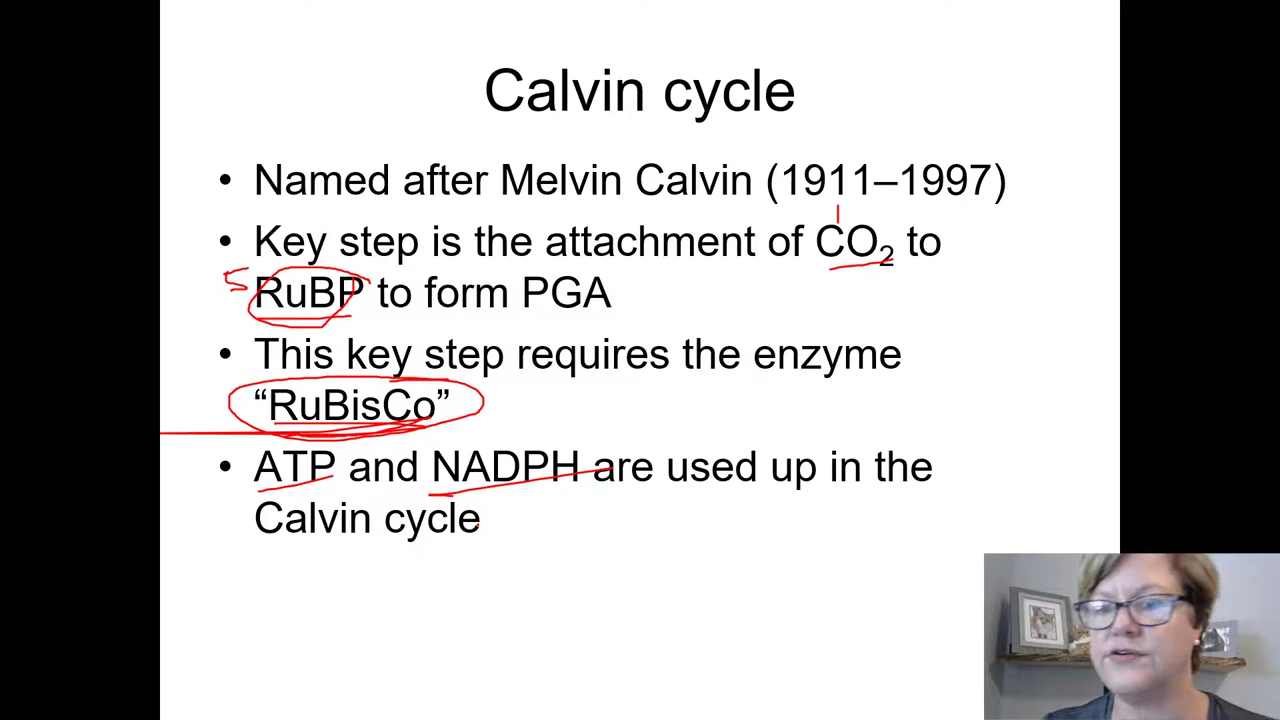 Calvin cycle
• Named after Melvin Calvin (1911–1997)
• Key step is the attachment of CO₂ to
5 RuBP to form PGA
• This key step requires the enzyme
“RuBisCo”
• ATP and NADPH are used up in the
Calvin cycle